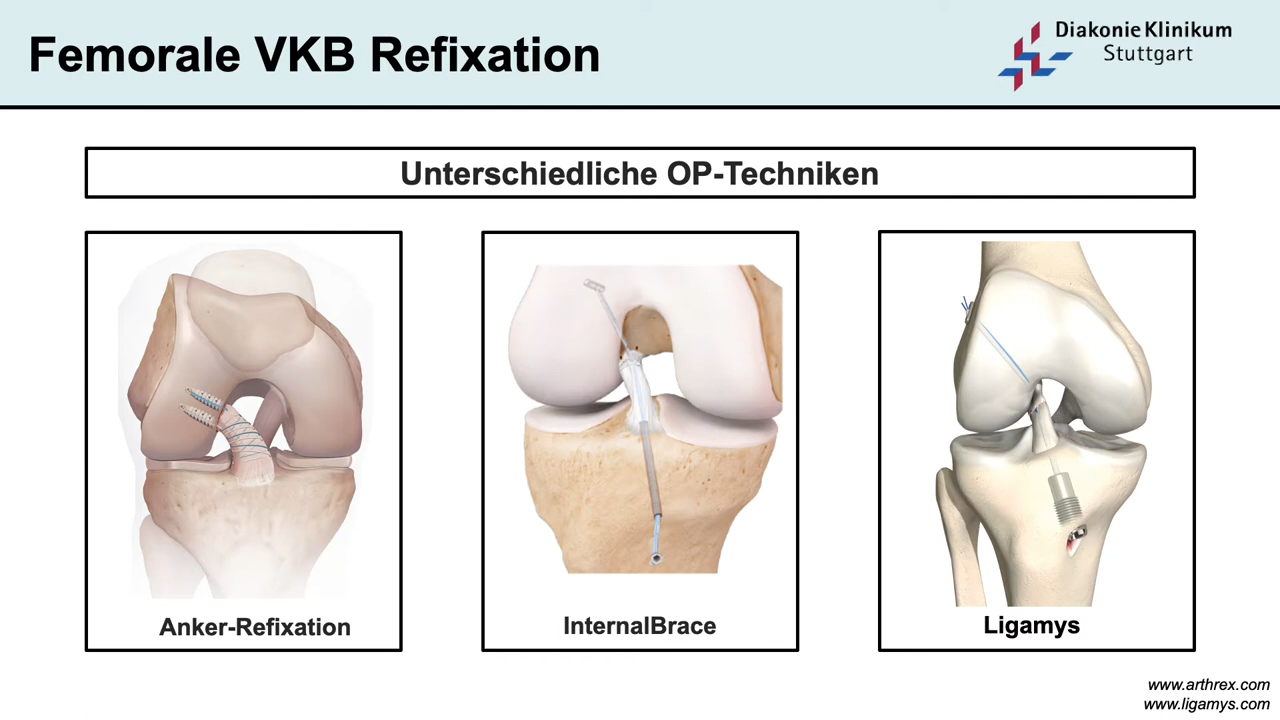 Femorale VKB Refixation
Diakonie Klinikum
Stuttgart
Unterschiedliche OP-Techniken
Anker-Refixation
InternalBrace
Ligamys
www.arthrex.com
www.ligamys.com